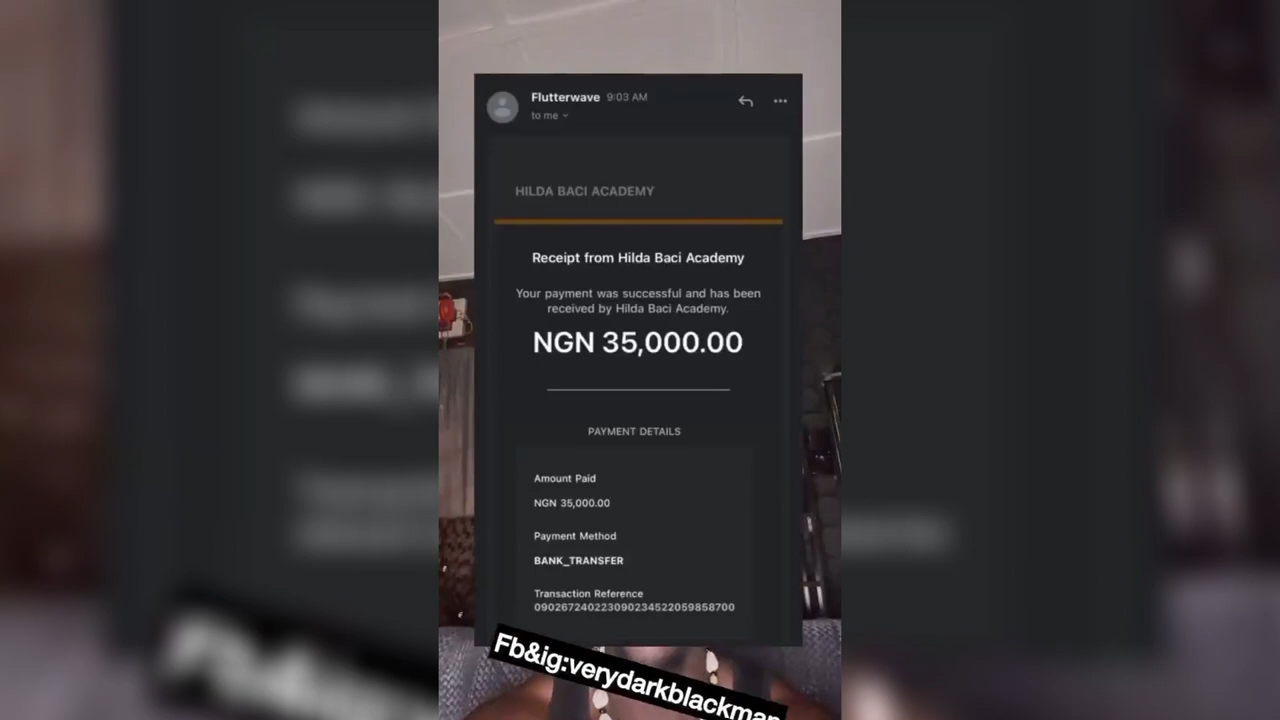 Flutterwave 9:03 AM
to me
HILDA BACI ACADEMY
Receipt from Hilda Baci Academy
Your payment was successful and has been
received by Hilda Baci Academy.
NGN 35,000.00
PAYMENT DETAILS
Amount Paid
NGN 35,000.00
Payment Method
BANK_TRANSFER
Transaction Reference
090267240223090234522059858700
Fb&ig:verydarkblackman